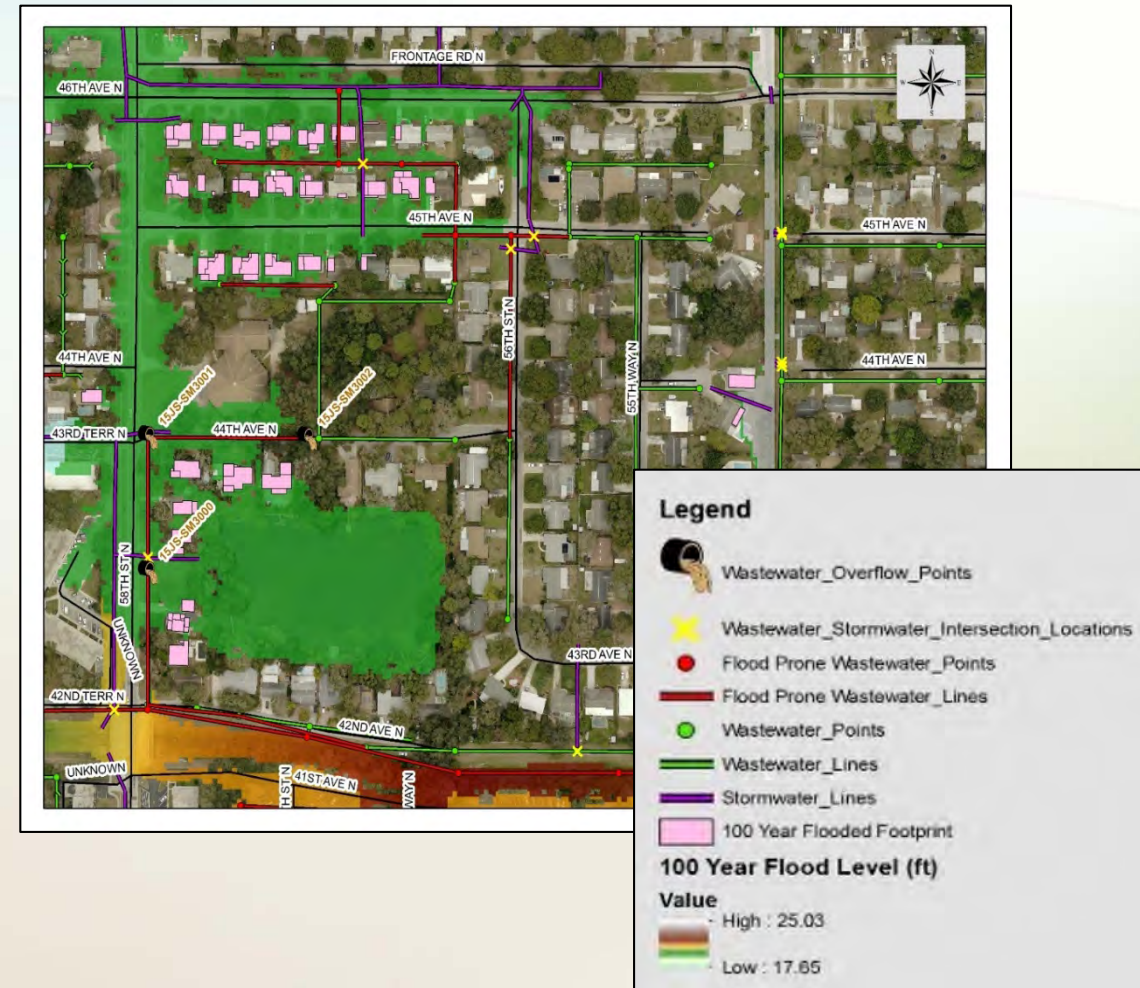 FRONTAGE RD N
N
W E
S
46TH AVE N
45TH AVE N
45TH AVE N
56TH ST N
55TH WAY N
44TH AVE N
44TH AVE N
15JS-SM3001
15JS-SM3002
43RD TERR N
44TH AVE N
15JS-SM3000
58TH ST N
UNKNOWN
43RD AVE N
42ND TERR N
42ND AVE N
UNKNOWN
H ST N
41ST AVE N
WAY N
Legend
Wastewater_Overflow_Points
Wastewater_Stormwater_Intersection_Locations
Flood Prone Wastewater_Points
Flood Prone Wastewater_Lines
Wastewater_Points
Wastewater_Lines
Stormwater_Lines
100 Year Flooded Footprint
100 Year Flood Level (ft)
Value
High : 25.03
Low : 17.65